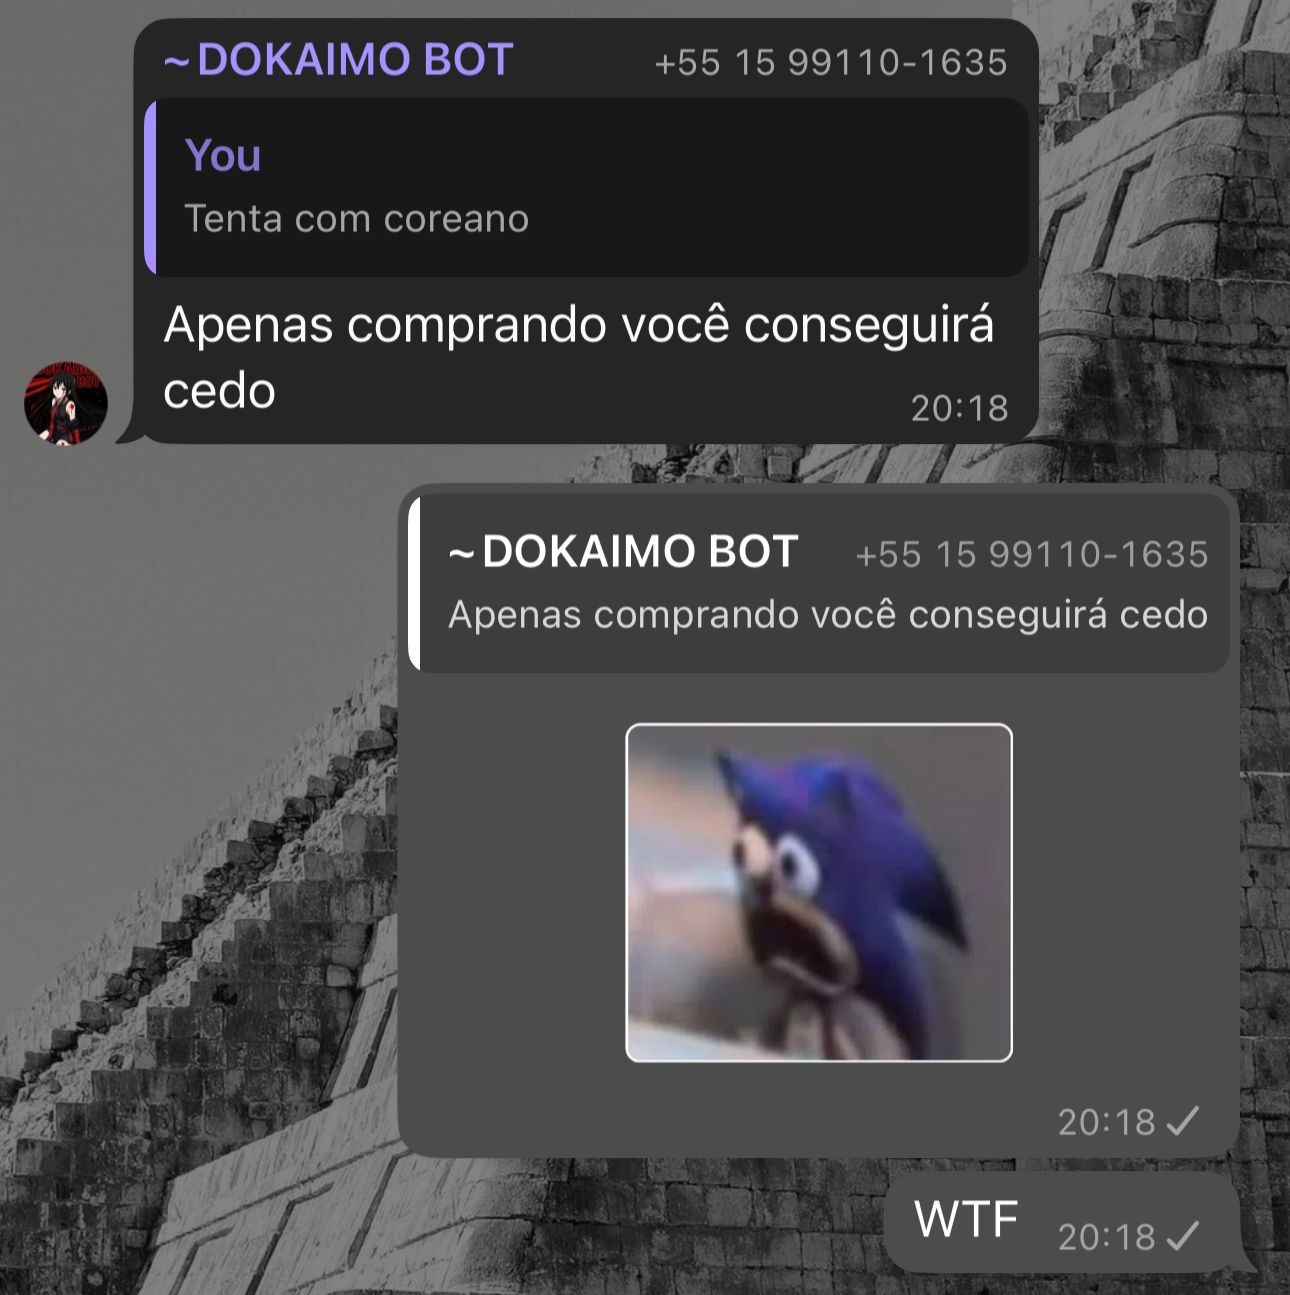 ~DOKAIMO BOT +55 15 99110-1635
You
Tenta com coreano
Apenas comprando você conseguirá
cedo
20:18
~DOKAIMO BOT +55 15 99110-1635
Apenas comprando você conseguirá cedo
20:18
WTF 20:18